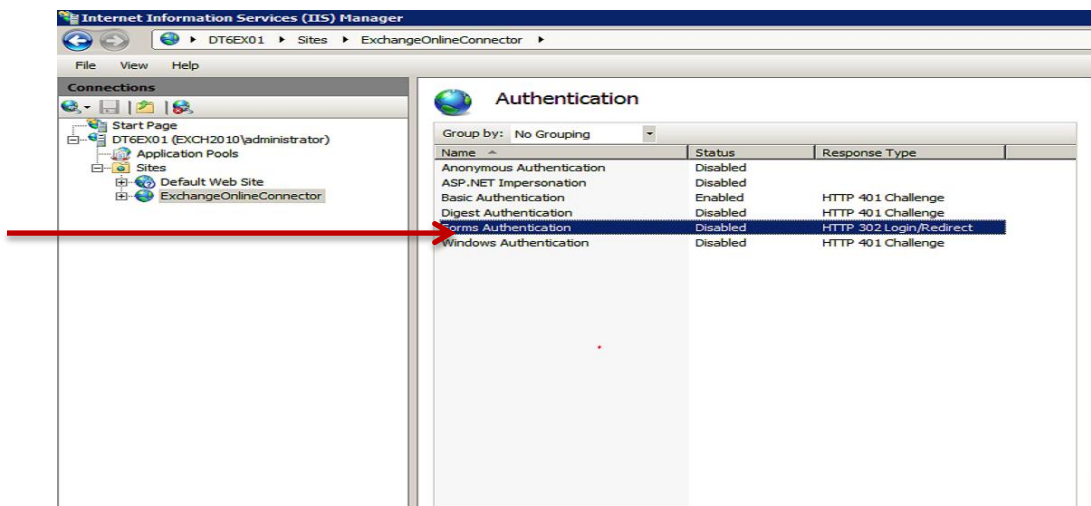 Internet Information Services (IIS) Manager
DT6EX01 Sites ExchangeOnlineConnector
File View Help
Connections
Start Page
DT6EX01 (EXCH2010\administrator)
Application Pools
Sites
Default Web Site
ExchangeOnlineConnector
Authentication
Group by: No Grouping
Name Status Response Type
Anonymous Authentication Disabled
ASP.NET Impersonation Disabled
Basic Authentication Enabled HTTP 401 Challenge
Digest Authentication Disabled HTTP 401 Challenge
Forms Authentication Disabled HTTP 302 Login/Redirect
Windows Authentication Disabled HTTP 401 Challenge